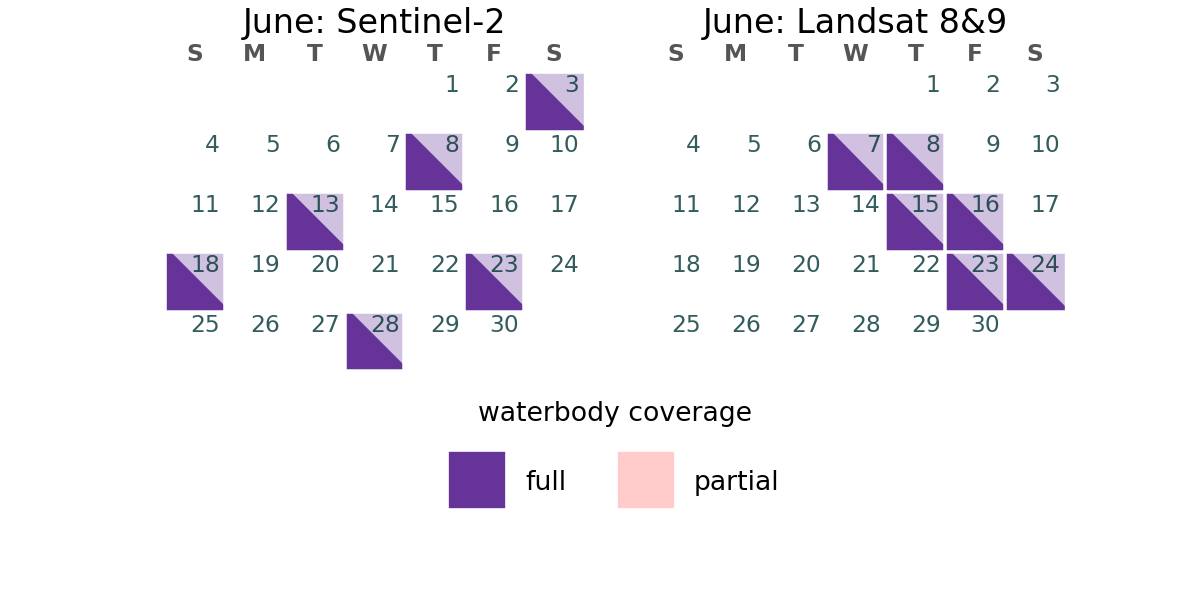 June: Sentinel-2
S M T W T F S
1 2 3
4 5 6 7 8 9 10
11 12 13 14 15 16 17
18 19 20 21 22 23 24
25 26 27 28 29 30
June: Landsat 8&9
S M T W T F S
1 2 3
4 5 6 7 8 9 10
11 12 13 14 15 16 17
18 19 20 21 22 23 24
25 26 27 28 29 30
waterbody coverage
full
partial